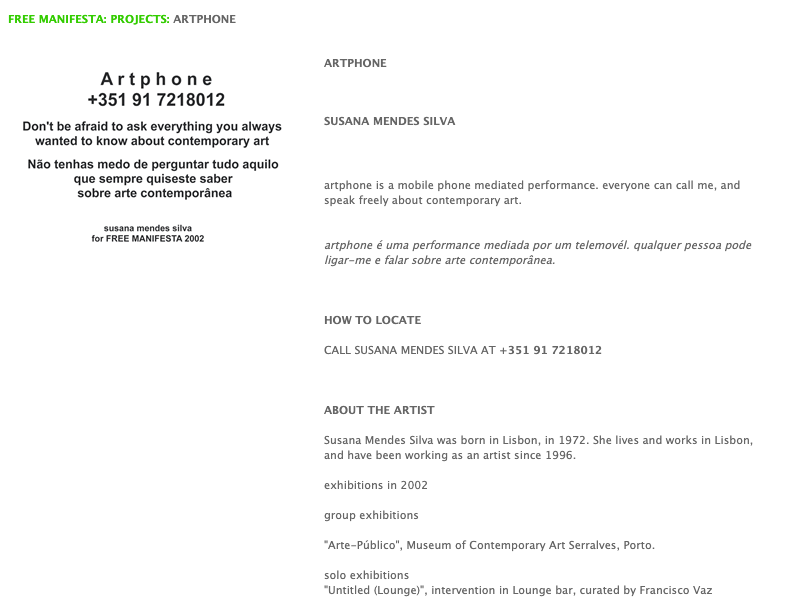 FREE MANIFESTA: PROJECTS: ARTPHONE
Artphone
+351 91 7218012
Don't be afraid to ask everything you always
wanted to know about contemporary art
Não tenhas medo de perguntar tudo aquilo
que sempre quiseste saber
sobre arte contemporânea
susana mendes silva
for FREE MANIFESTA 2002
ARTPHONE
SUSANA MENDES SILVA
artphone is a mobile phone mediated performance. everyone can call me, and
speak freely about contemporary art.
artphone é uma performance mediada por um telemovél. qualquer pessoa pode
ligar-me e falar sobre arte contemporânea.
HOW TO LOCATE
CALL SUSANA MENDES SILVA AT +351 91 7218012
ABOUT THE ARTIST
Susana Mendes Silva was born in Lisbon, in 1972. She lives and works in Lisbon,
and have been working as an artist since 1996.
exhibitions in 2002
group exhibitions
"Arte-Público", Museum of Contemporary Art Serralves, Porto.
solo exhibitions
"Untitled (Lounge)", intervention in Lounge bar, curated by Francisco Vaz